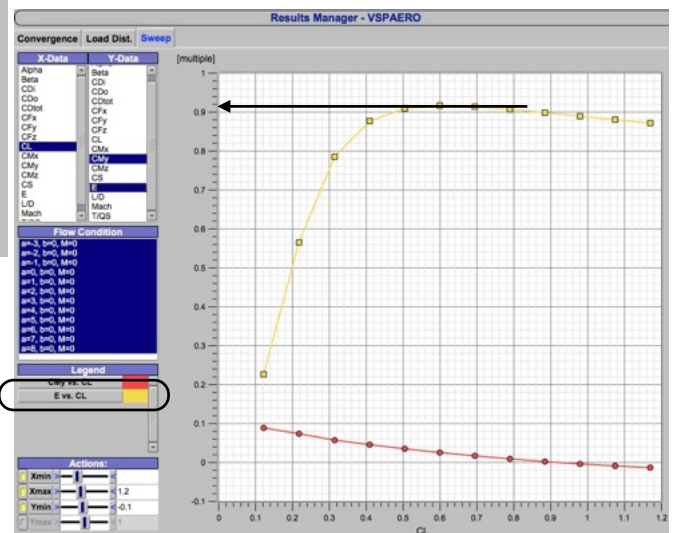 Results Manager - VSPAERO
Convergence Load Dist. Sweep
X-Data
Alpha
Beta
CDi
CDo
CDtot
CFx
CFy
CFz
CL
CMx
CMy
CMz
CS
E
L/D
Mach
Y-Data
Beta
CDi
CDo
CDtot
CFx
CFy
CFz
CL
CMx
CMy
CMz
CS
E
L/D
Mach
T/QS
Flow Condition
a=-3, b=0, M=0
a=-2, b=0, M=0
a=-1, b=0, M=0
a=0, b=0, M=0
a=1, b=0, M=0
a=2, b=0, M=0
a=3, b=0, M=0
a=4, b=0, M=0
a=5, b=0, M=0
a=6, b=0, M=0
a=7, b=0, M=0
a=8, b=0, M=0
Legend
CMy vs. CL
E vs. CL
Actions:
Xmin > <
Xmax > < 1.2
Ymin > < -0.1
Ymax > < 1
[multiple]
1
0.9
0.8
0.7
0.6
0.5
0.4
0.3
0.2
0.1
0
-0.1
0 0.1 0.2 0.3 0.4 0.5 0.6 0.7 0.8 0.9 1 1.1 1.2
CL